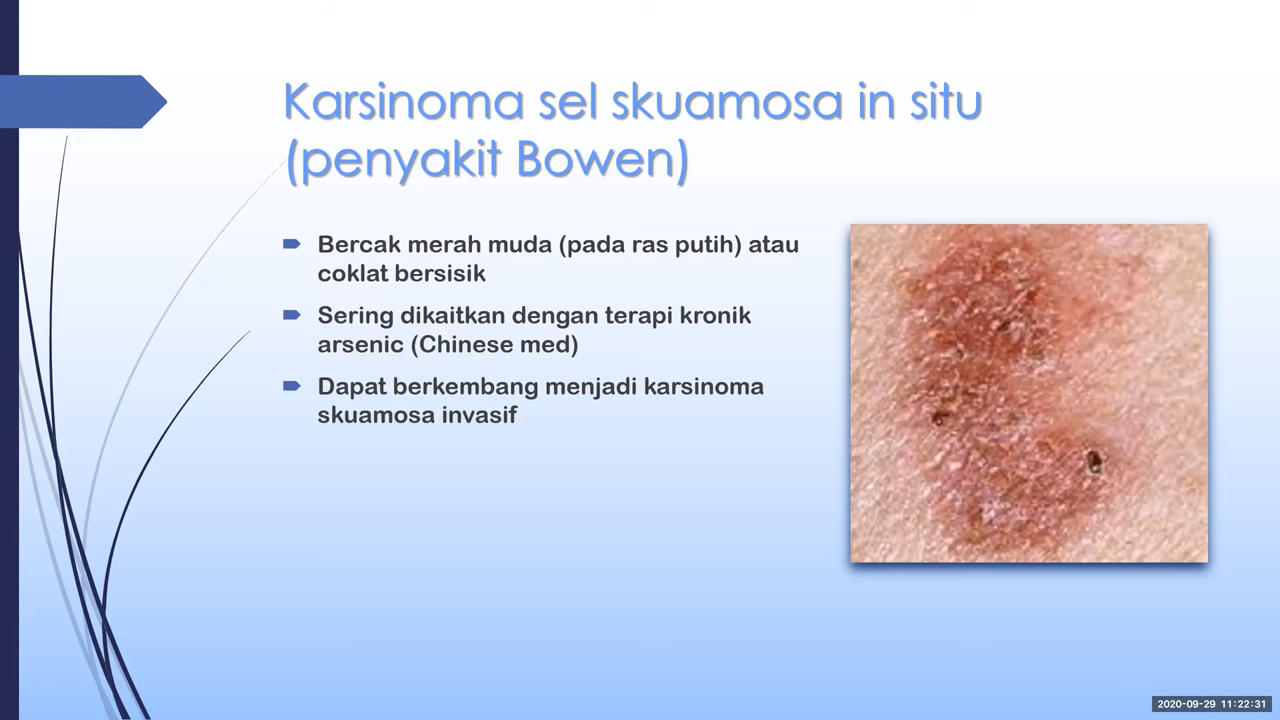 Karsinoma sel skuamosa in situ
(penyakit Bowen)
Bercak merah muda (pada ras putih) atau
coklat bersisik
Sering dikaitkan dengan terapi kronik
arsenic (Chinese med)
Dapat berkembang menjadi karsinoma
skuamosa invasif
2020-09-29 11:22:31